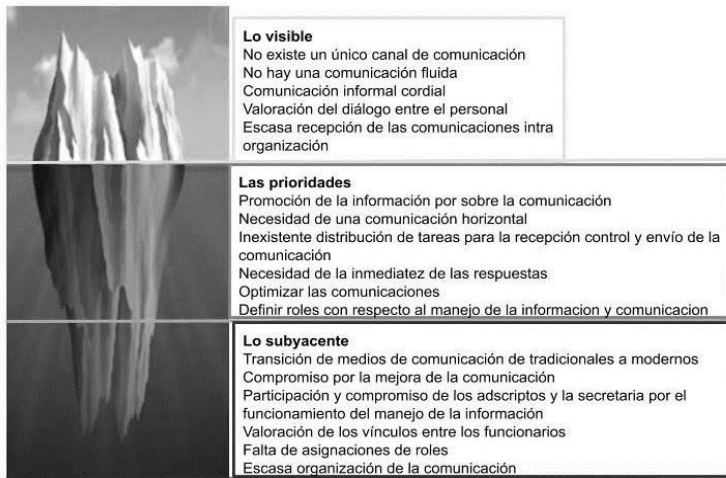 Lo visible
No existe un único canal de comunicación
No hay una comunicación fluida
Comunicación informal cordial
Valoración del diálogo entre el personal
Escasa recepción de las comunicaciones intra
organización
Las prioridades
Promoción de la información por sobre la comunicación
Necesidad de una comunicación horizontal
Inexistente distribución de tareas para la recepción control y envío de la
comunicación
Necesidad de la inmediatez de las respuestas
Optimizar las comunicaciones
Definir roles con respecto al manejo de la informacion y comunicacion
Lo subyacente
Transición de medios de comunicación de tradicionales a modernos
Compromiso por la mejora de la comunicación
Participación y compromiso de los adscriptos y la secretaria por el
funcionamiento del manejo de la información
Valoración de los vínculos entre los funcionarios
Falta de asignaciones de roles
Escasa organización de la comunicación